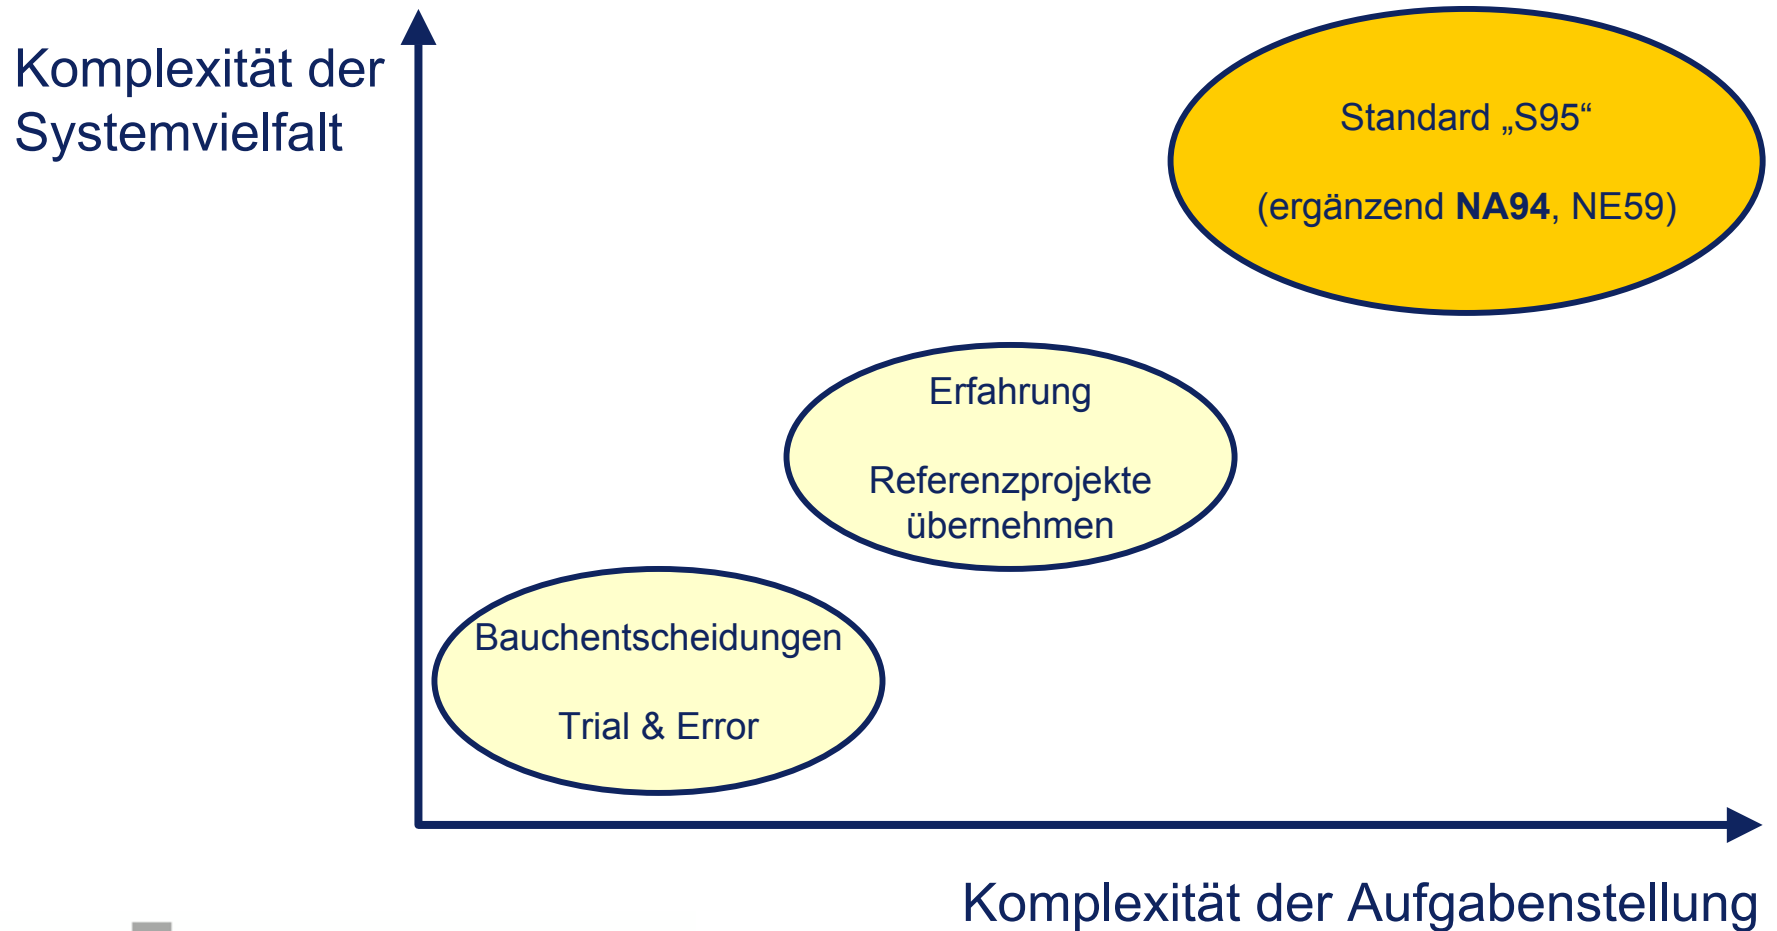 Komplexität der
Systemvielfalt
Standard „S95“
(ergänzend NA94, NE59)
Erfahrung
Referenzprojekte
übernehmen
Bauchentscheidungen
Trial & Error
Komplexität der Aufgabenstellung